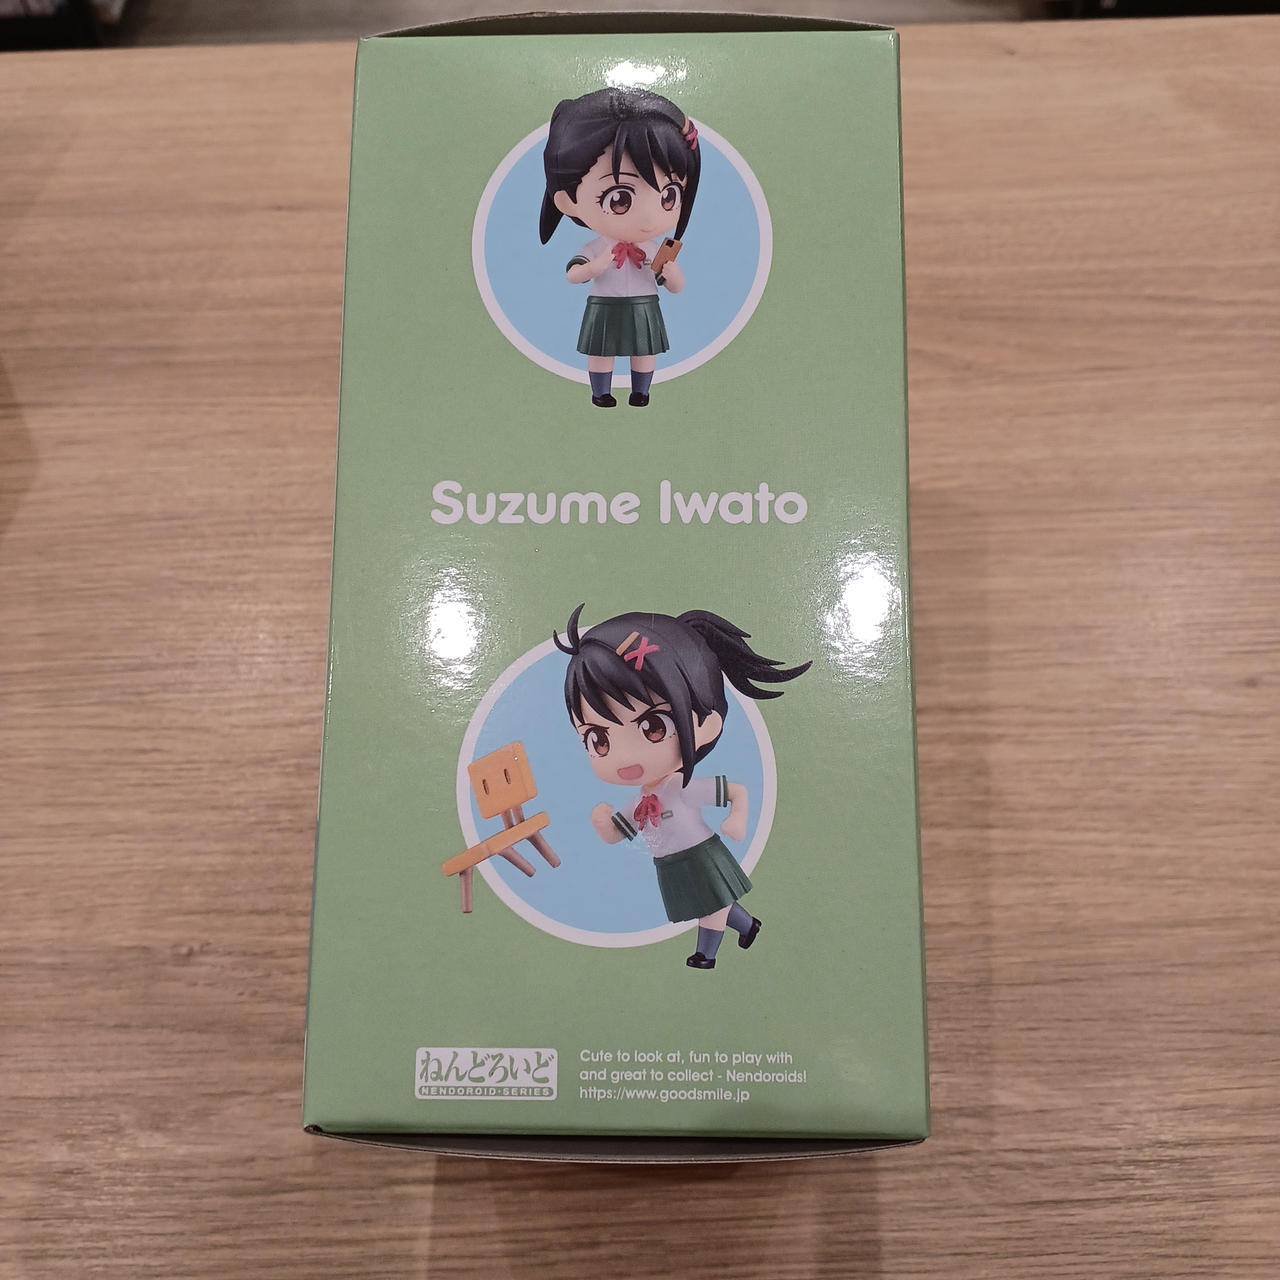 Suzume Iwato
ねんどろいど
NENDOROID•SERIES
Cute to look at, fun to play with
and great to collect - Nendoroids!
https://www.goodsmile.jp